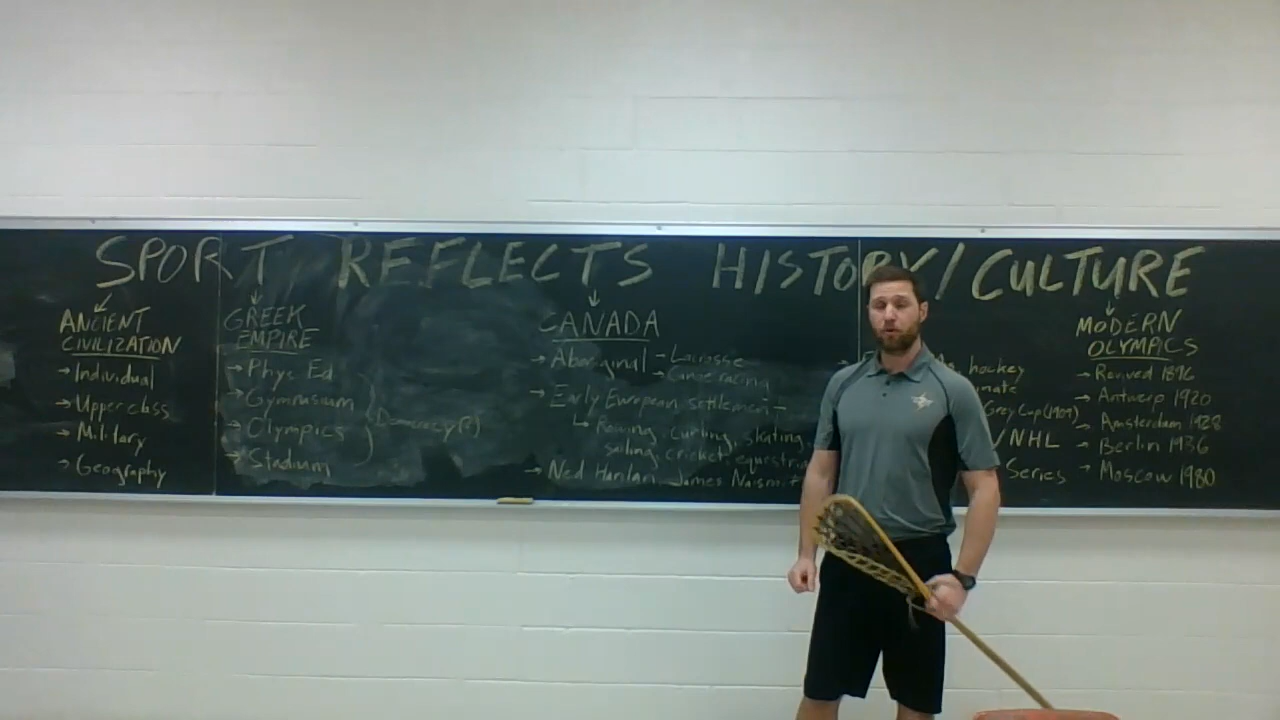 SPORT REFLECTS HISTORY/CULTURE
ANCIENT
CIVILIZATION
→ Individual
→ Upper class
→ Military
→ Geography
GREEK
EMPIRE
→ Phys. Ed
→ Gymnasium
→ Olympics
→ Stadium
Democracy(?)
CANADA
→ Aboriginal → Lacrosse
→ Canoe racing
→ Early European settlement -
↳ Rowing, curling, skating,
sailing, cricket, equestrian
→ Ned Hanlan, James Naismith
hockey
Grey Cup (1909)
/NHL
Series
MODERN
OLYMPICS
→ Revived 1896
→ Antwerp 1920
→ Amsterdam 1928
→ Berlin 1936
→ Moscow 1980